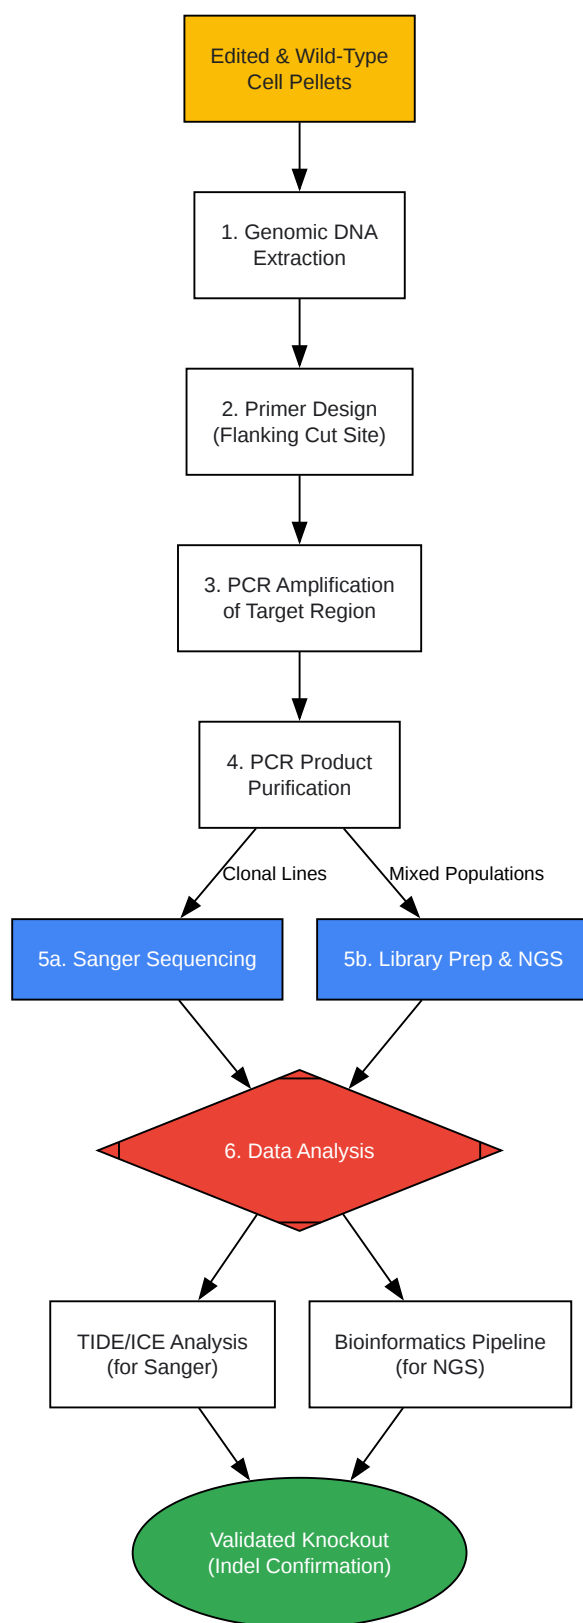 Edited & Wild-Type
Cell Pellets
1. Genomic DNA
Extraction
2. Primer Design
(Flanking Cut Site)
3. PCR Amplification
of Target Region
4. PCR Product
Purification
Clonal Lines
Mixed Populations
5a. Sanger Sequencing
5b. Library Prep & NGS
6. Data Analysis
TIDE/ICE Analysis
(for Sanger)
Bioinformatics Pipeline
(for NGS)
Validated Knockout
(Indel Confirmation)